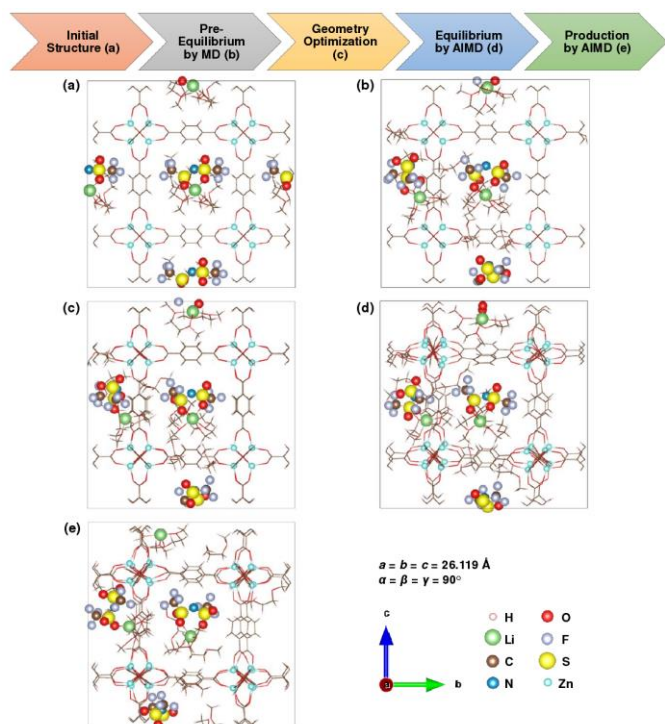 Initial
Structure (a)
Pre-
Equilibrium
by MD (b)
Geometry
Optimization
(c)
Equilibrium
by AIMD (d)
Production
by AIMD (e)
(a)
(b)
(c)
(d)
(e)
a = b = c = 26.119 Å
α = β = γ = 90°
c
a
b
H
O
Li
F
C
S
N
Zn